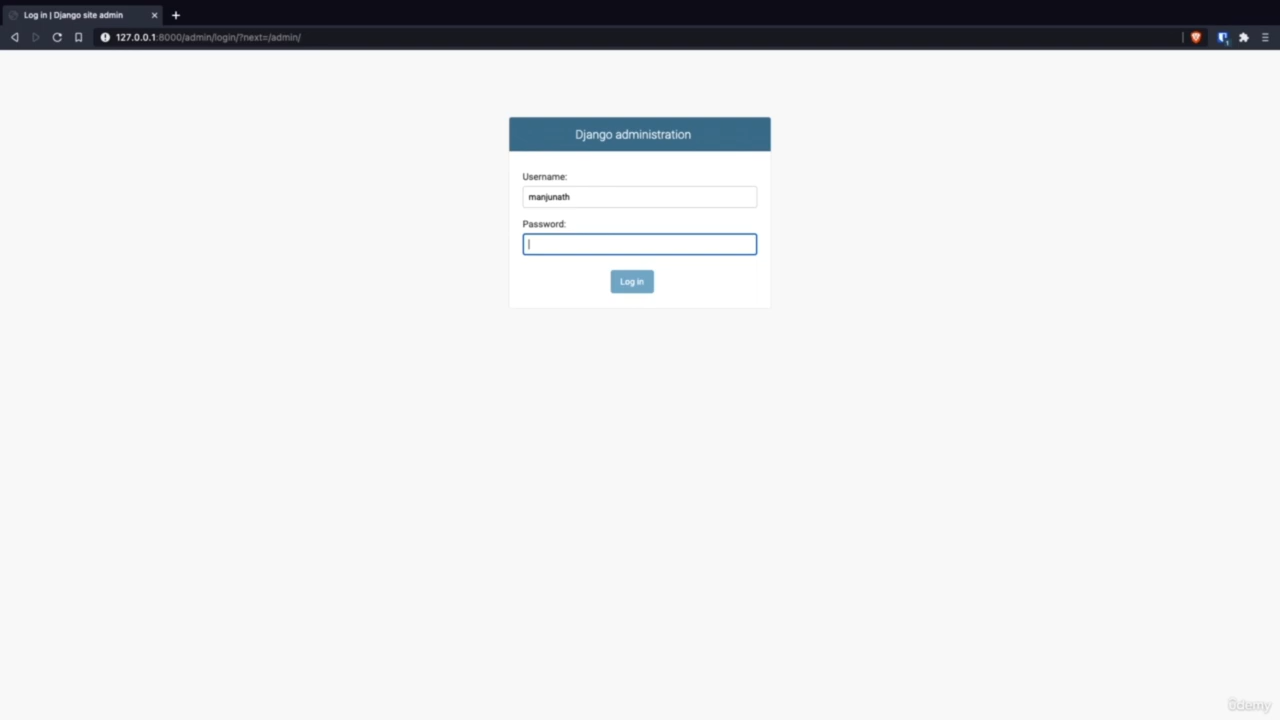 Log in | Django site admin
127.0.0.1:8000/admin/login/?next=/admin/
Django administration
Username:
manjunath
Password:
Log in
ûdemy